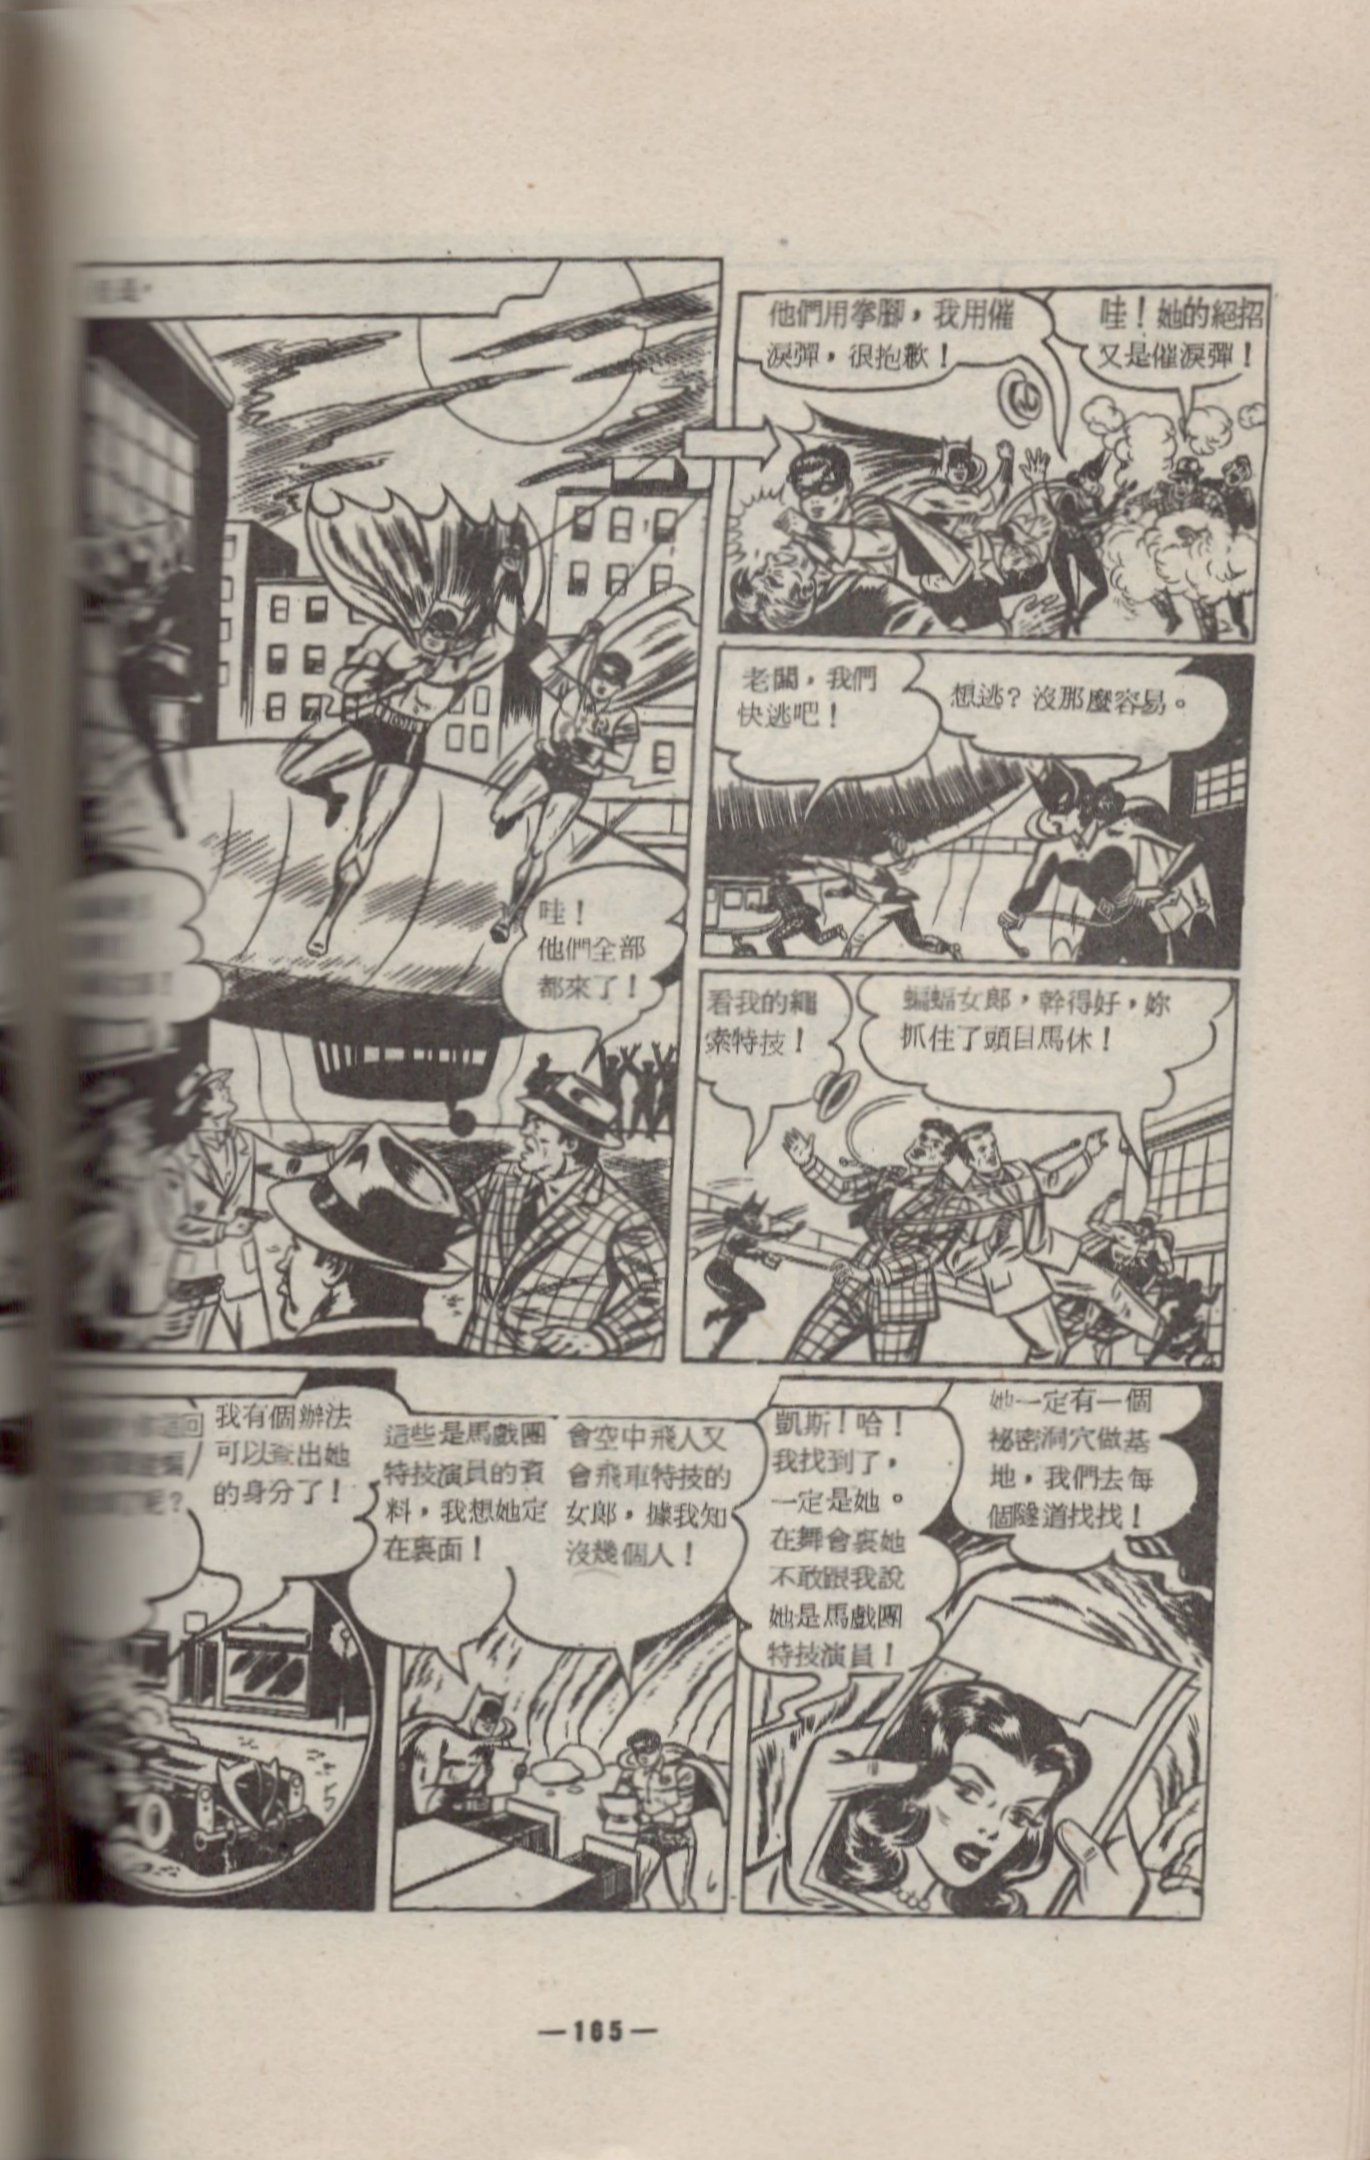 哇！
他們全部
都來了！
他們用拳腳，我用催
淚彈，很抱歉！
哇！她的絕招
又是催淚彈！
老闆，我們
快逃吧！
想逃？沒那麼容易。
看我的繩
索特技！
蝙蝠女郎，幹得好，妳
抓住了頭目馬休！
我有個辦法
可以查出她
的身分了！
這些是馬戲團
特技演員的資
料，我想她定
在裏面！
會空中飛人又
會飛車特技的
女郎，據我知
沒幾個人！
凱斯！哈！
我找到了，
一定是她。
在舞會裏她
不敢跟我說
她是馬戲團
特技演員！
她一定有一個
祕密洞穴做基
地，我們去每
個隧道找找！
—165—